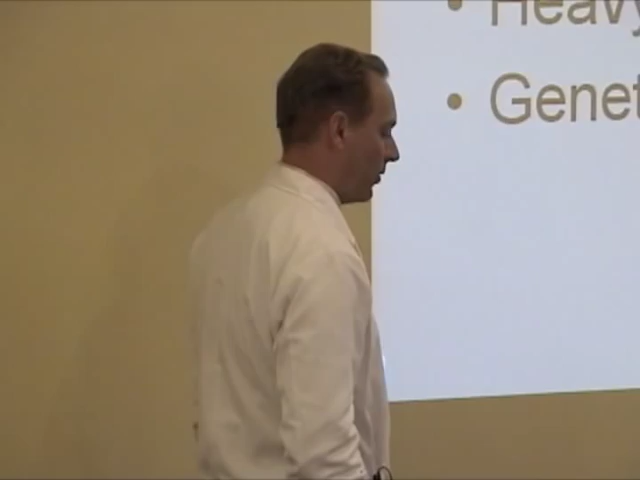 • Heavy
• Genet